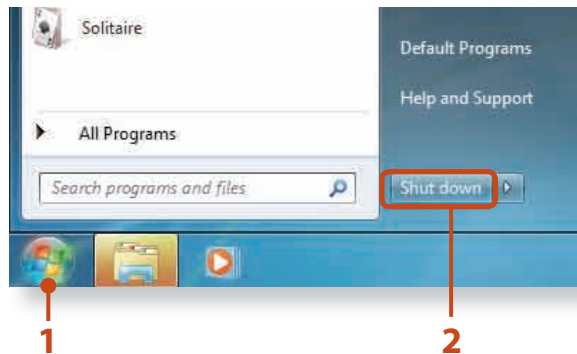 Solitaire
All Programs
Search programs and files
Default Programs
Help and Support
Shut down
1
2